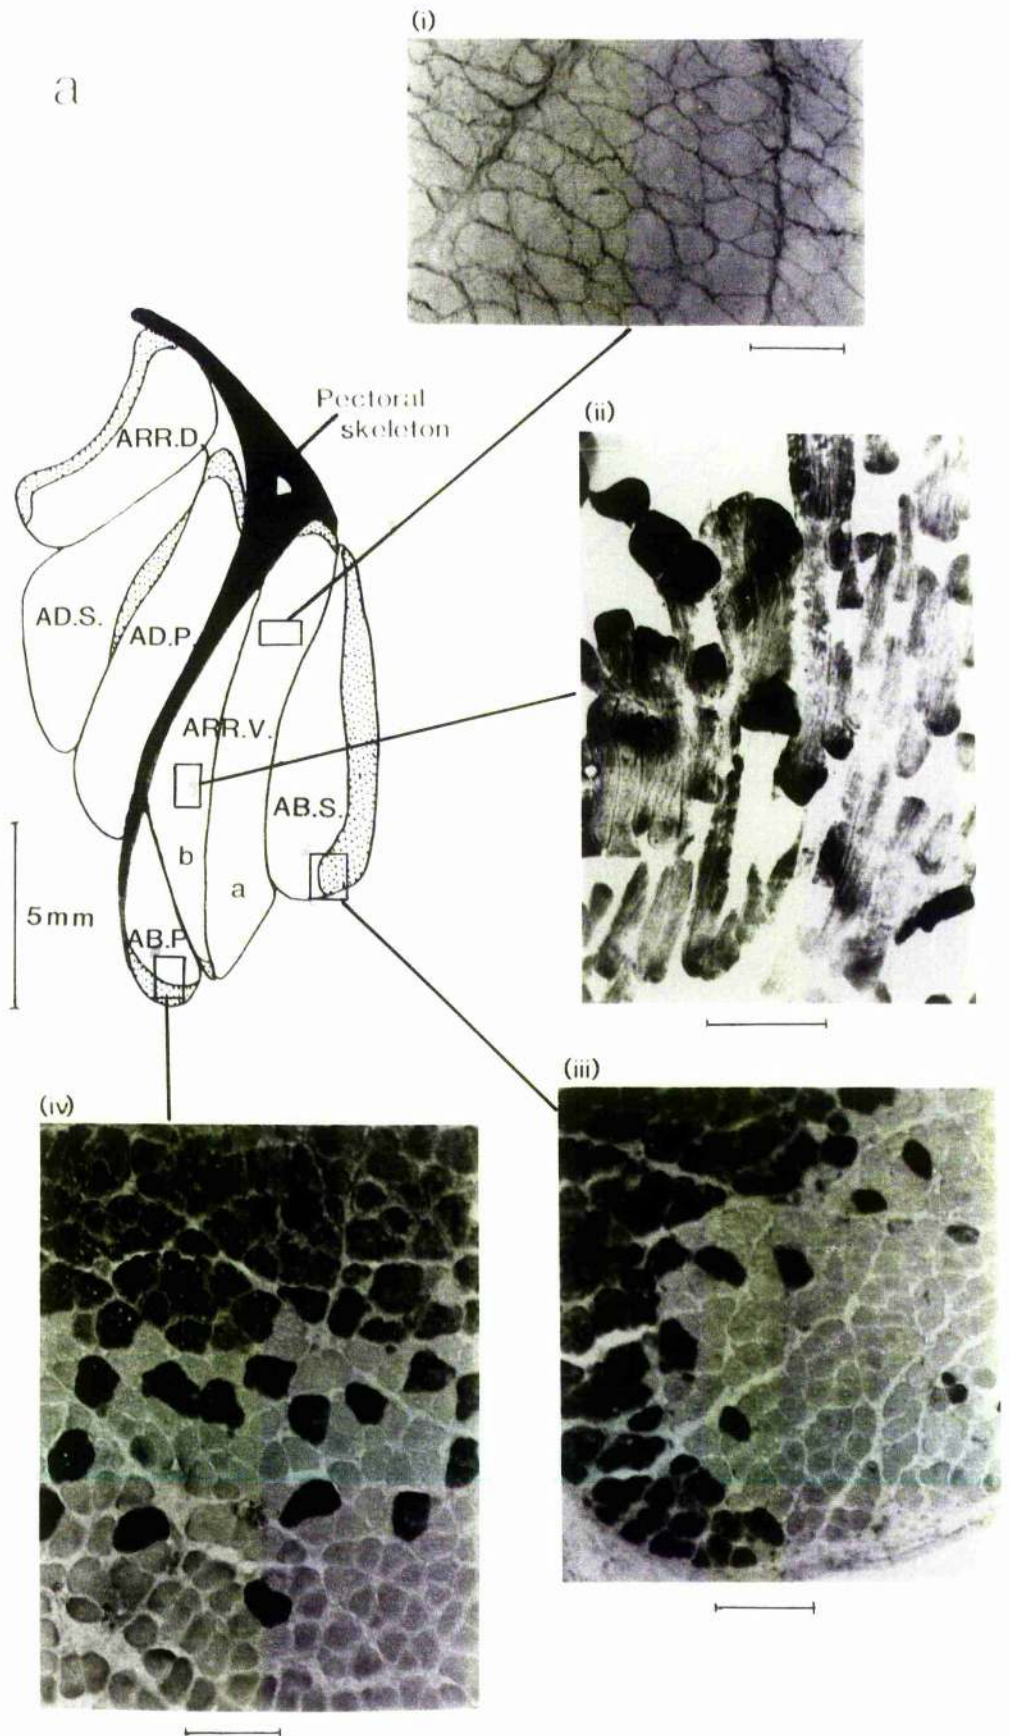 (i)
a
Pectoral
skeleton
(ii)
ARR.D.
AD.S.
AD.P.
ARR.V.
AB.S.
b
a
5mm
AB.P
(iii)
(iv)